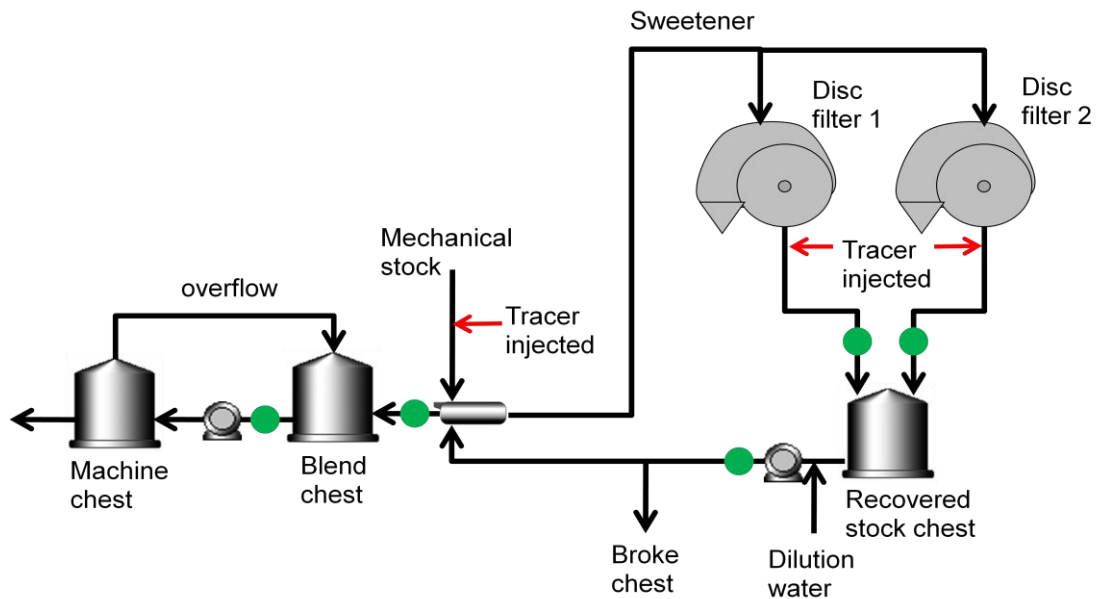 Sweetener
Disc
filter 1
Disc
filter 2
Mechanical
stock
Tracer
injected
overflow
Tracer
injected
Machine
chest
Blend
chest
Recovered
stock chest
Broke
chest
Dilution
water